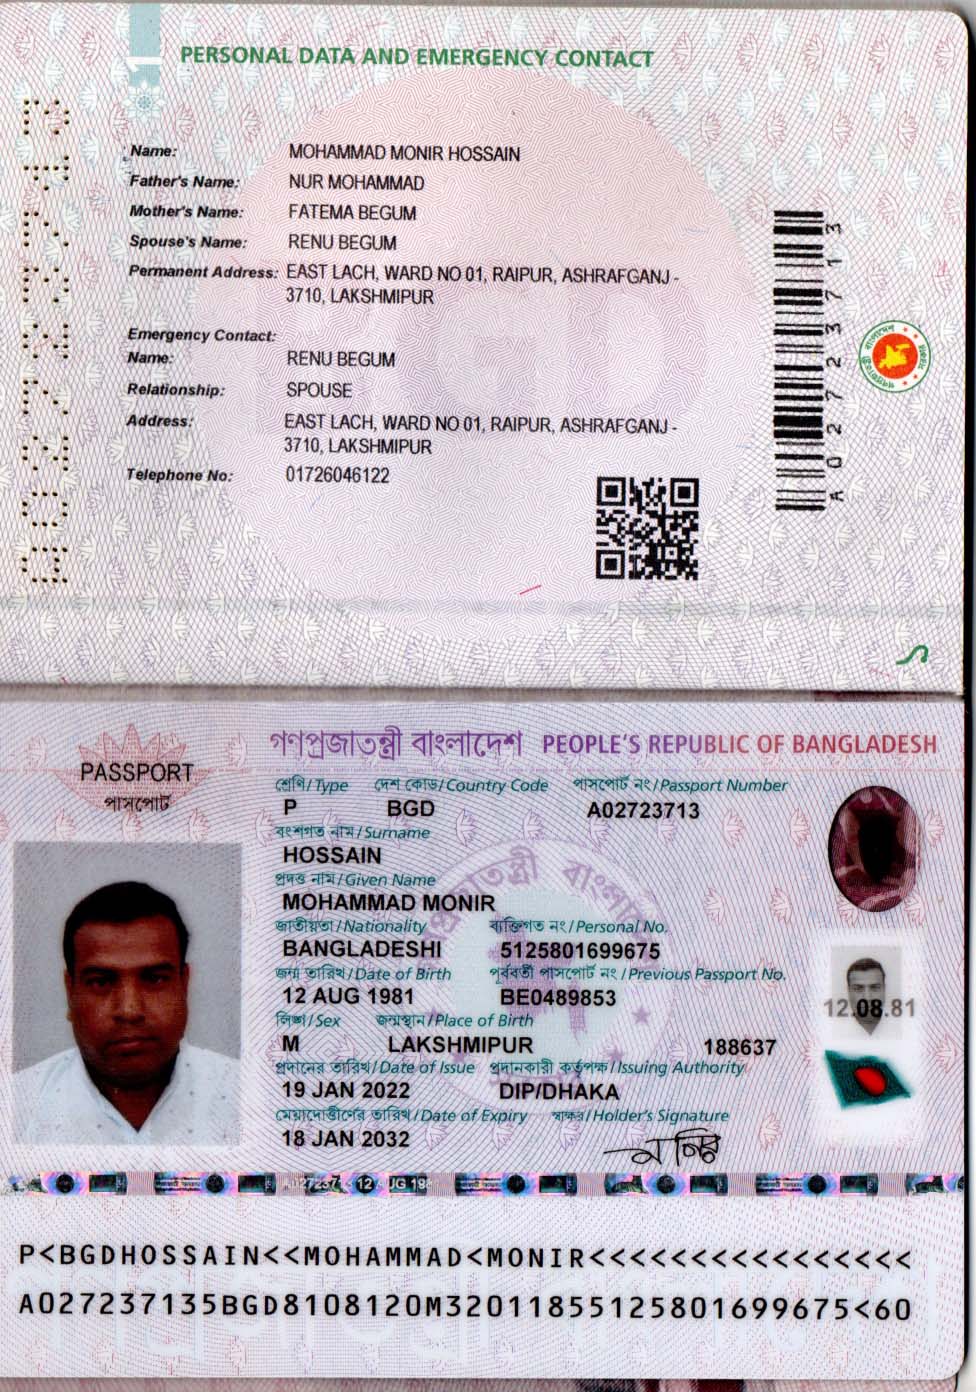 PERSONAL DATA AND EMERGENCY CONTACT
Name: MOHAMMAD MONIR HOSSAIN
Father's Name: NUR MOHAMMAD
Mother's Name: FATEMA BEGUM
Spouse's Name: RENU BEGUM
Permanent Address: EAST LACH, WARD NO 01, RAIPUR, ASHRAFGANJ -
3710, LAKSHMIPUR
Emergency Contact:
Name: RENU BEGUM
Relationship: SPOUSE
Address: EAST LACH, WARD NO 01, RAIPUR, ASHRAFGANJ -
3710, LAKSHMIPUR
Telephone No: 01726046122
A02723713
A02723713
১
গণপ্রজাতন্ত্রী বাংলাদেশ PEOPLE'S REPUBLIC OF BANGLADESH
PASSPORT
পাসপোর্ট
শ্রেণি/Type দেশ কোড/Country Code পাসপোর্ট নং/Passport Number
P BGD A02723713
বংশগত নাম/Surname
HOSSAIN
প্রদত্ত নাম/Given Name
MOHAMMAD MONIR
জাতীয়তা/Nationality ব্যক্তিগত নং/Personal No.
BANGLADESHI 5125801699675
জন্ম তারিখ/Date of Birth পূর্ববর্তী পাসপোর্ট নং/Previous Passport No.
12 AUG 1981 BE0489853
লিঙ্গ/Sex জন্মস্থান/Place of Birth
M LAKSHMIPUR 188637
প্রদানের তারিখ/Date of Issue প্রদানকারী কর্তৃপক্ষ/Issuing Authority
19 JAN 2022 DIP/DHAKA
মেয়াদোত্তীর্ণের তারিখ/Date of Expiry স্বাক্ষর/Holder's Signature
18 JAN 2032 মনির
12.08.81
P<BGDHOSSAIN<<MOHAMMAD<MONIR<<<<<<<<<<<<<<<<
A027237135BGD8108120M32011855125801699675<60